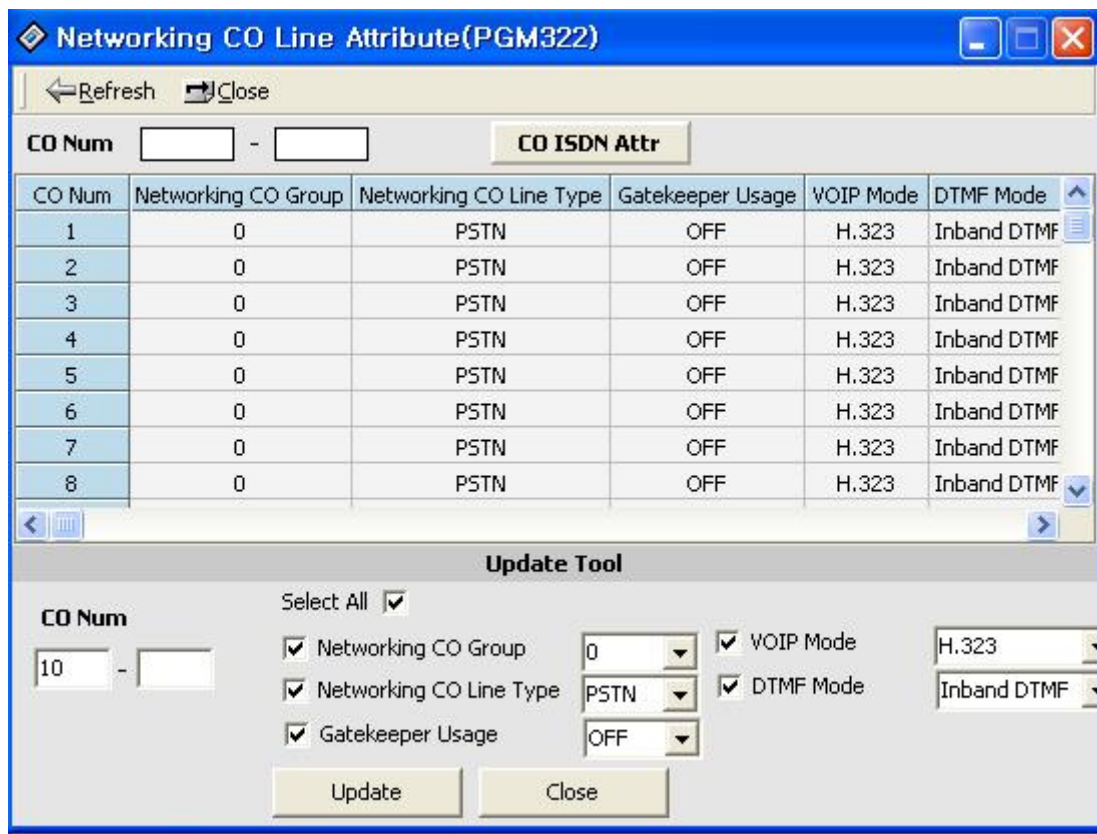 Networking CO Line Attribute(PGM322)
Refresh Close
CO Num - CO ISDN Attr
CO Num Networking CO Group Networking CO Line Type Gatekeeper Usage VOIP Mode DTMF Mode
1 0 PSTN OFF H.323 Inband DTMF
2 0 PSTN OFF H.323 Inband DTMF
3 0 PSTN OFF H.323 Inband DTMF
4 0 PSTN OFF H.323 Inband DTMF
5 0 PSTN OFF H.323 Inband DTMF
6 0 PSTN OFF H.323 Inband DTMF
7 0 PSTN OFF H.323 Inband DTMF
8 0 PSTN OFF H.323 Inband DTMF
Update Tool
CO Num
10 -
Select All
Networking CO Group 0 VOIP Mode H.323
Networking CO Line Type PSTN DTMF Mode Inband DTMF
Gatekeeper Usage OFF
Update Close